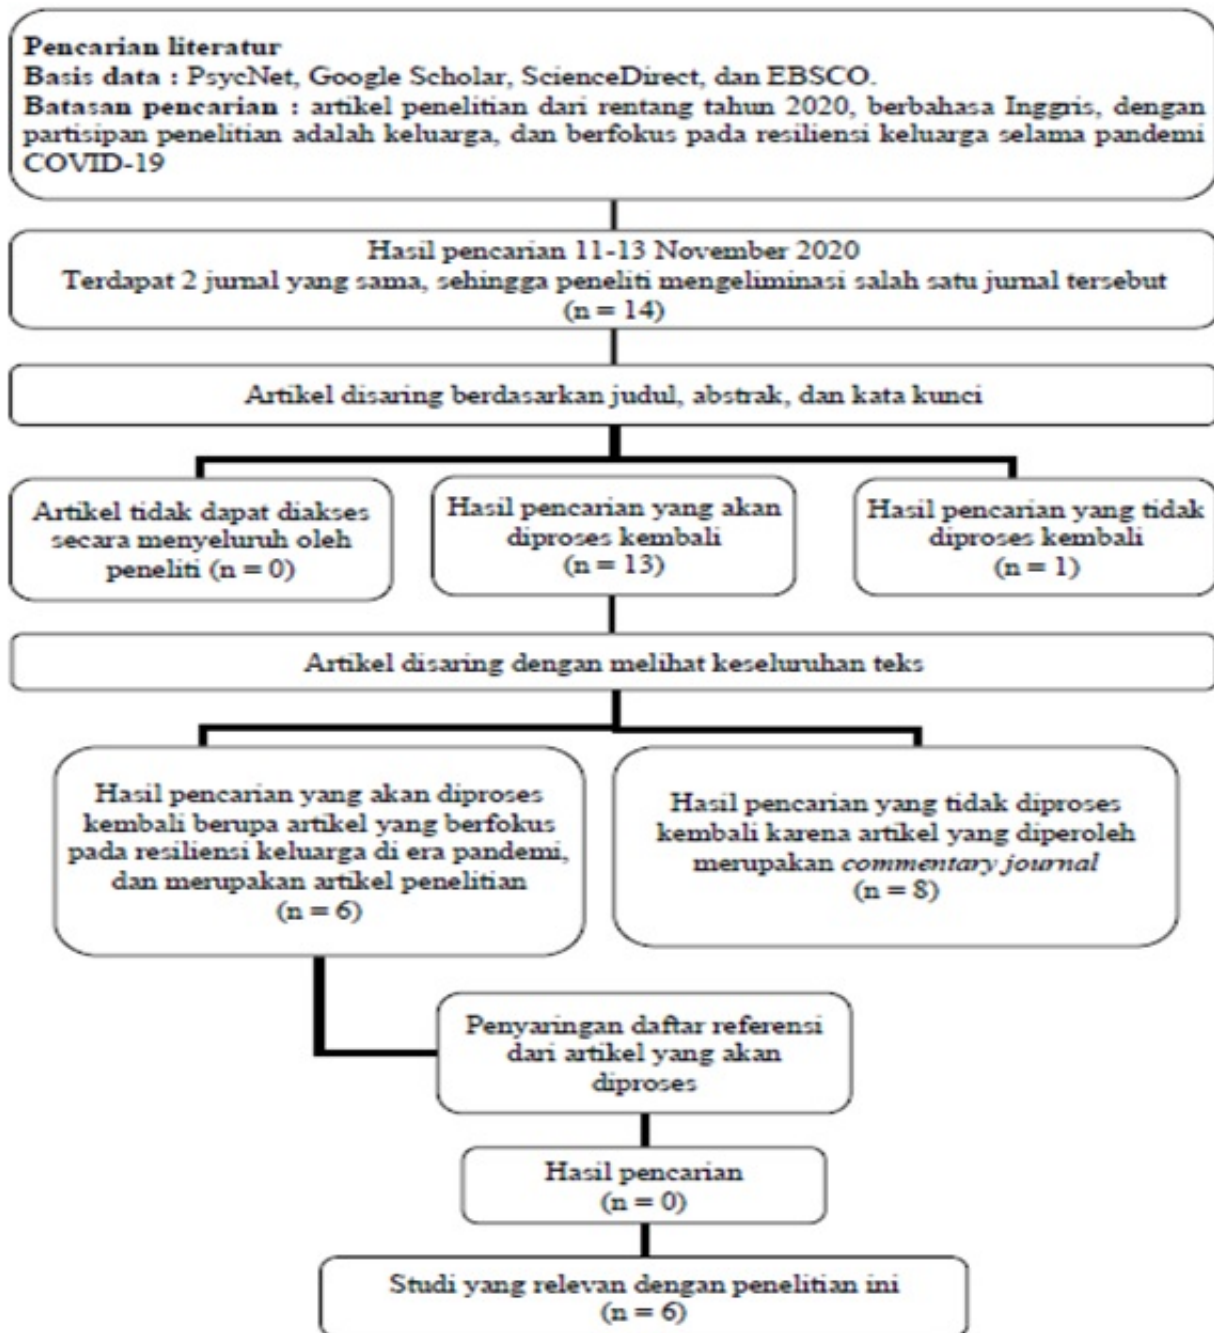 Pencarian literatur
Basis data : PsycNet, Google Scholar, ScienceDirect, dan EBSCO.
Batasan pencarian : artikel penelitian dari rentang tahun 2020, berbahasa Inggris, dengan
partisipan penelitian adalah keluarga, dan berfokus pada resiliensi keluarga selama pandemi
COVID-19
Hasil pencarian 11-13 November 2020
Terdapat 2 jurnal yang sama, sehingga peneliti mengeliminasi salah satu jurnal tersebut
(n = 14)
Artikel disaring berdasarkan judul, abstrak, dan kata kunci
Artikel tidak dapat diakses
secara menyeluruh oleh
peneliti (n = 0)
Hasil pencarian yang akan
diproses kembali
(n = 13)
Hasil pencarian yang tidak
diproses kembali
(n = 1)
Artikel disaring dengan melihat keseluruhan teks
Hasil pencarian yang akan diproses
kembali berupa artikel yang berfokus
pada resiliensi keluarga di era pandemi,
dan merupakan artikel penelitian
(n = 6)
Hasil pencarian yang tidak diproses
kembali karena artikel yang diperoleh
merupakan commentary journal
(n = 8)
Penyaringan daftar referensi
dari artikel yang akan
diproses
Hasil pencarian
(n = 0)
Studi yang relevan dengan penelitian ini
(n = 6)